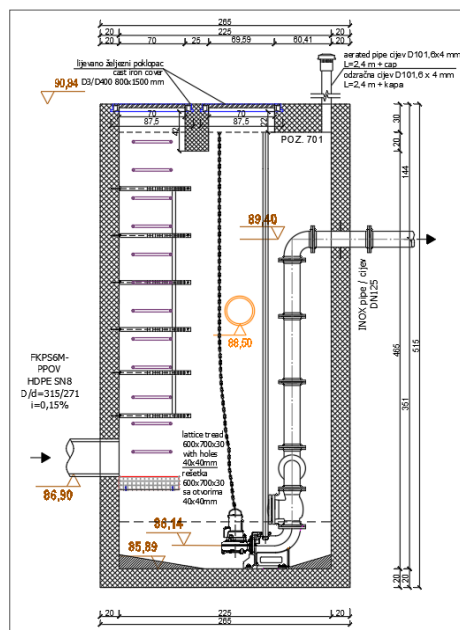 265
20 225 20
20 70 25 69,59 60,41 20
lijevano željezni poklopac
cast iron cover
D3/D400 800x1500 mm
aerated pipe cijev D101,6x4 mm
L=2,4 m + cap
odzračna cijev D101,6 x 4 mm
L=2,4 m + kapa
90,84
70 70
87,5 87,5
42
22
POZ. 701
30
20
144
89,40
INOX pipe / cijev
DN125
88,50
465
351
515
FKPS6M-
PPOV
HDPE SN8
D/d=315/271
i=0,15%
lattice tread
600x700x30
with holes
40x40mm
rešetka
600x700x30
sa otvorima
40x40mm
86,90
86,14
85,89
20
20
20 225 20
265